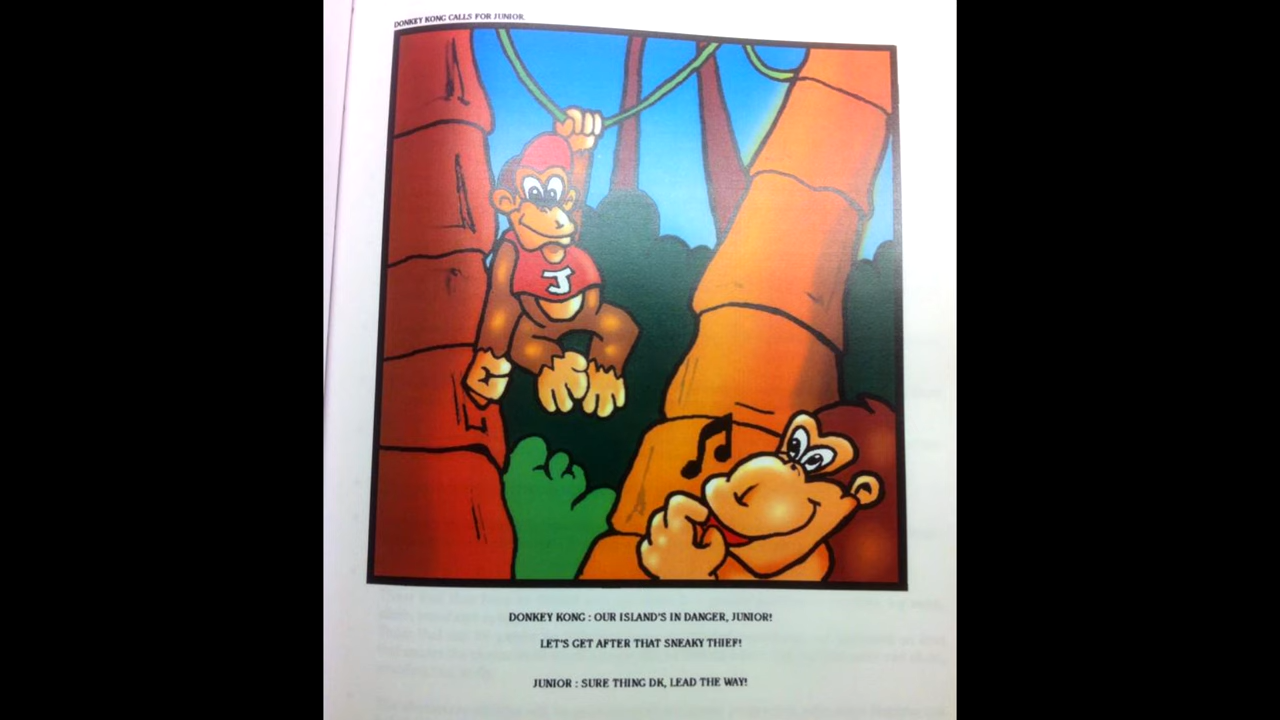 DONKEY KONG CALLS FOR JUNIOR.
J
DONKEY KONG : OUR ISLAND'S IN DANGER, JUNIOR!
LET'S GET AFTER THAT SNEAKY THIEF!
JUNIOR : SURE THING DK, LEAD THE WAY!